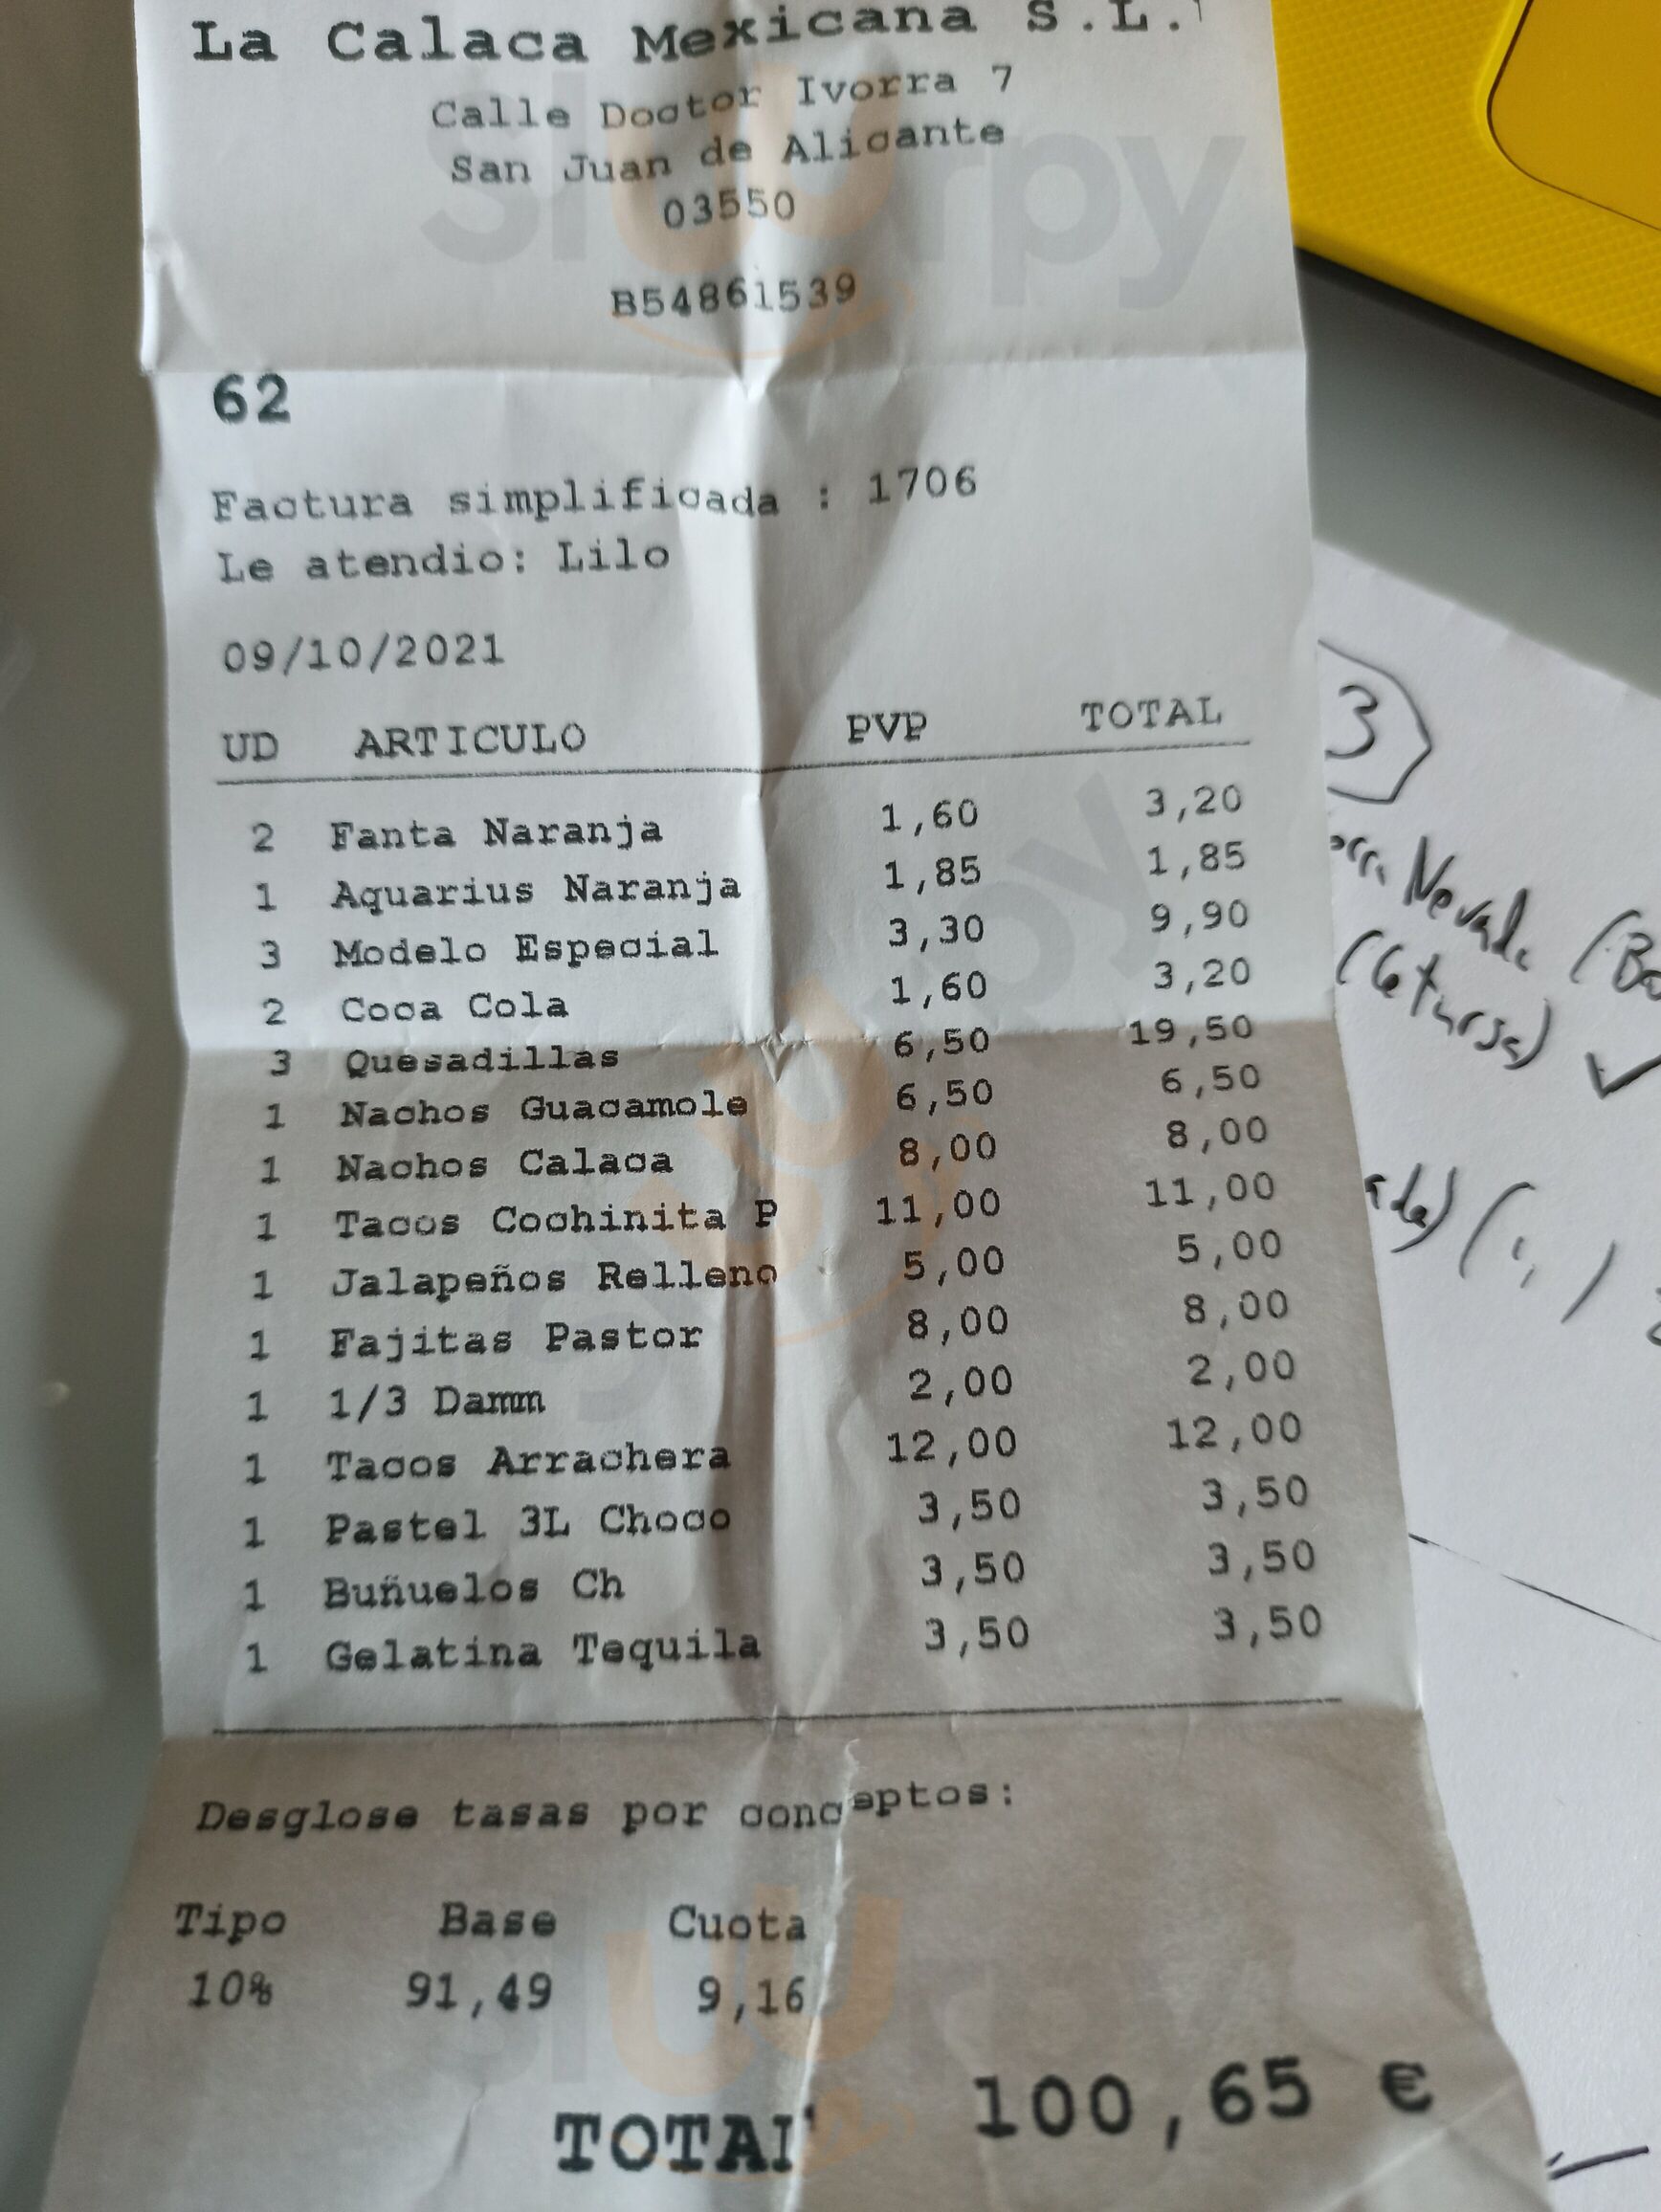 La Calaca Mexicana S.L.
Calle Doctor Ivorra 7
San Juan de Alicante
03550
B54861539
62
Factura simplificada : 1706
Le atendio: Lilo
09/10/2021
UD ARTICULO PVP TOTAL
2 Fanta Naranja 1,60 3,20
1 Aquarius Naranja 1,85 1,85
3 Modelo Especial 3,30 9,90
2 Coca Cola 1,60 3,20
3 Quesadillas 6,50 19,50
1 Nachos Guacamole 6,50 6,50
1 Nachos Calaca 8,00 8,00
1 Tacos Cochinita P 11,00 11,00
1 Jalapeños Relleno 5,00 5,00
1 Fajitas Pastor 8,00 8,00
1 1/3 Damm 2,00 2,00
1 Tacos Arrachera 12,00 12,00
1 Pastel 3L Choco 3,50 3,50
1 Buñuelos Ch 3,50 3,50
1 Gelatina Tequila 3,50 3,50
Desglose tasas por conceptos:
Tipo Base Cuota
10% 91,49 9,16
TOTAL 100,65 €
3
sluurpy
sluurpy
sluurpy